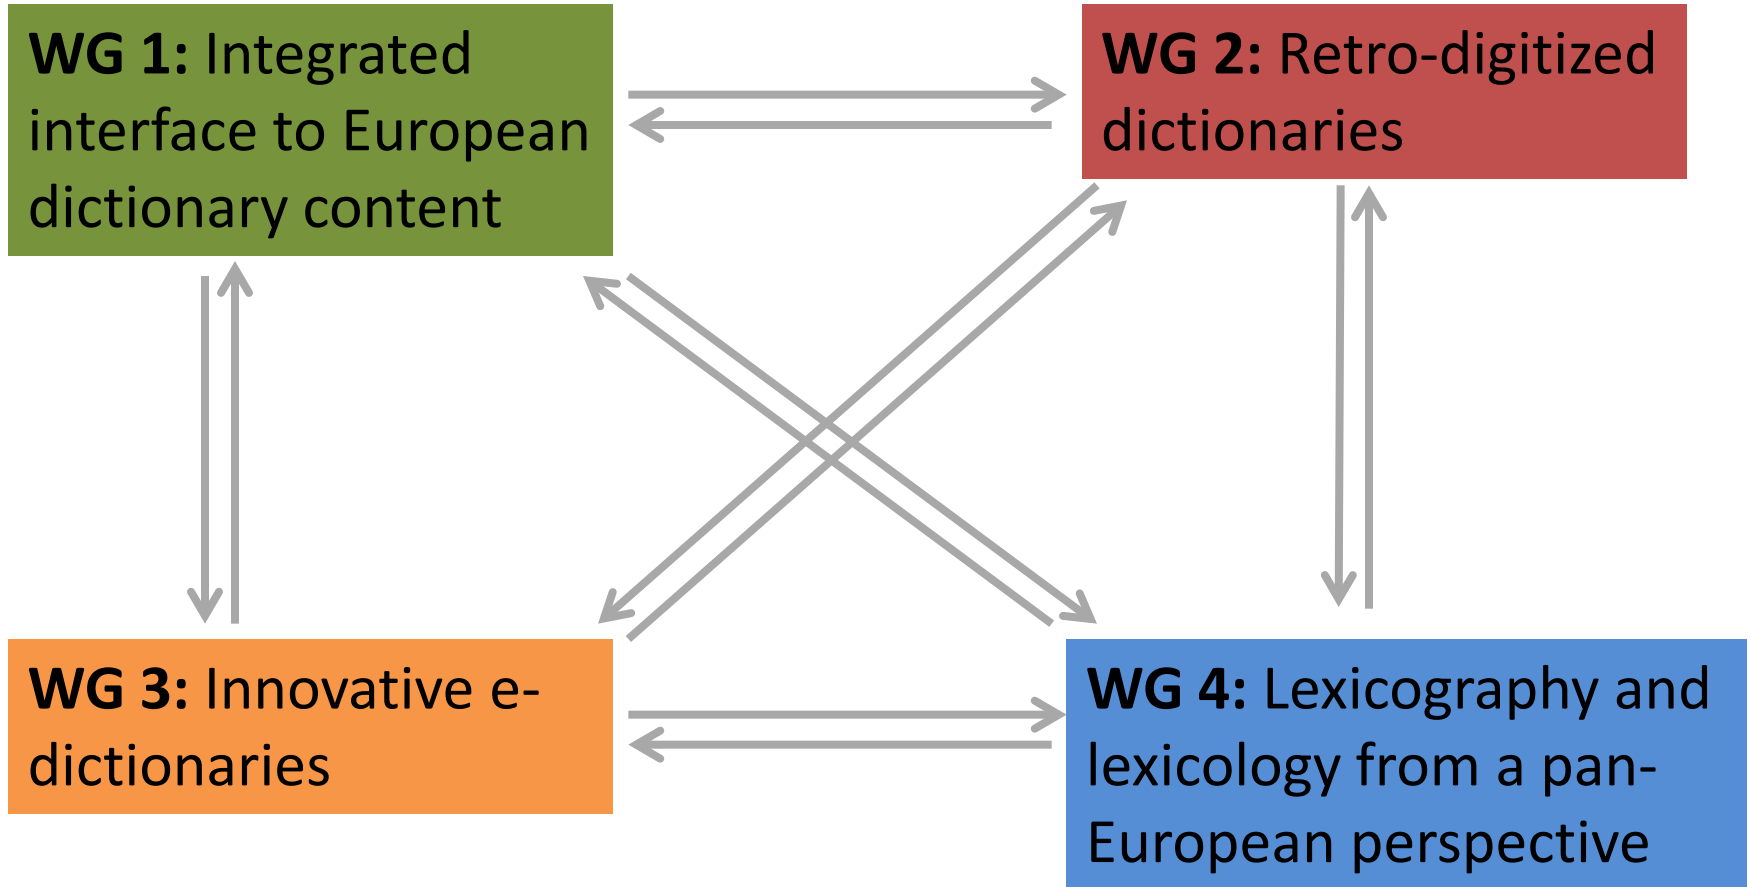 WG 1: Integrated
interface to European
dictionary content
WG 2: Retro-digitized
dictionaries
WG 3: Innovative e-
dictionaries
WG 4: Lexicography and
lexicology from a pan-
European perspective